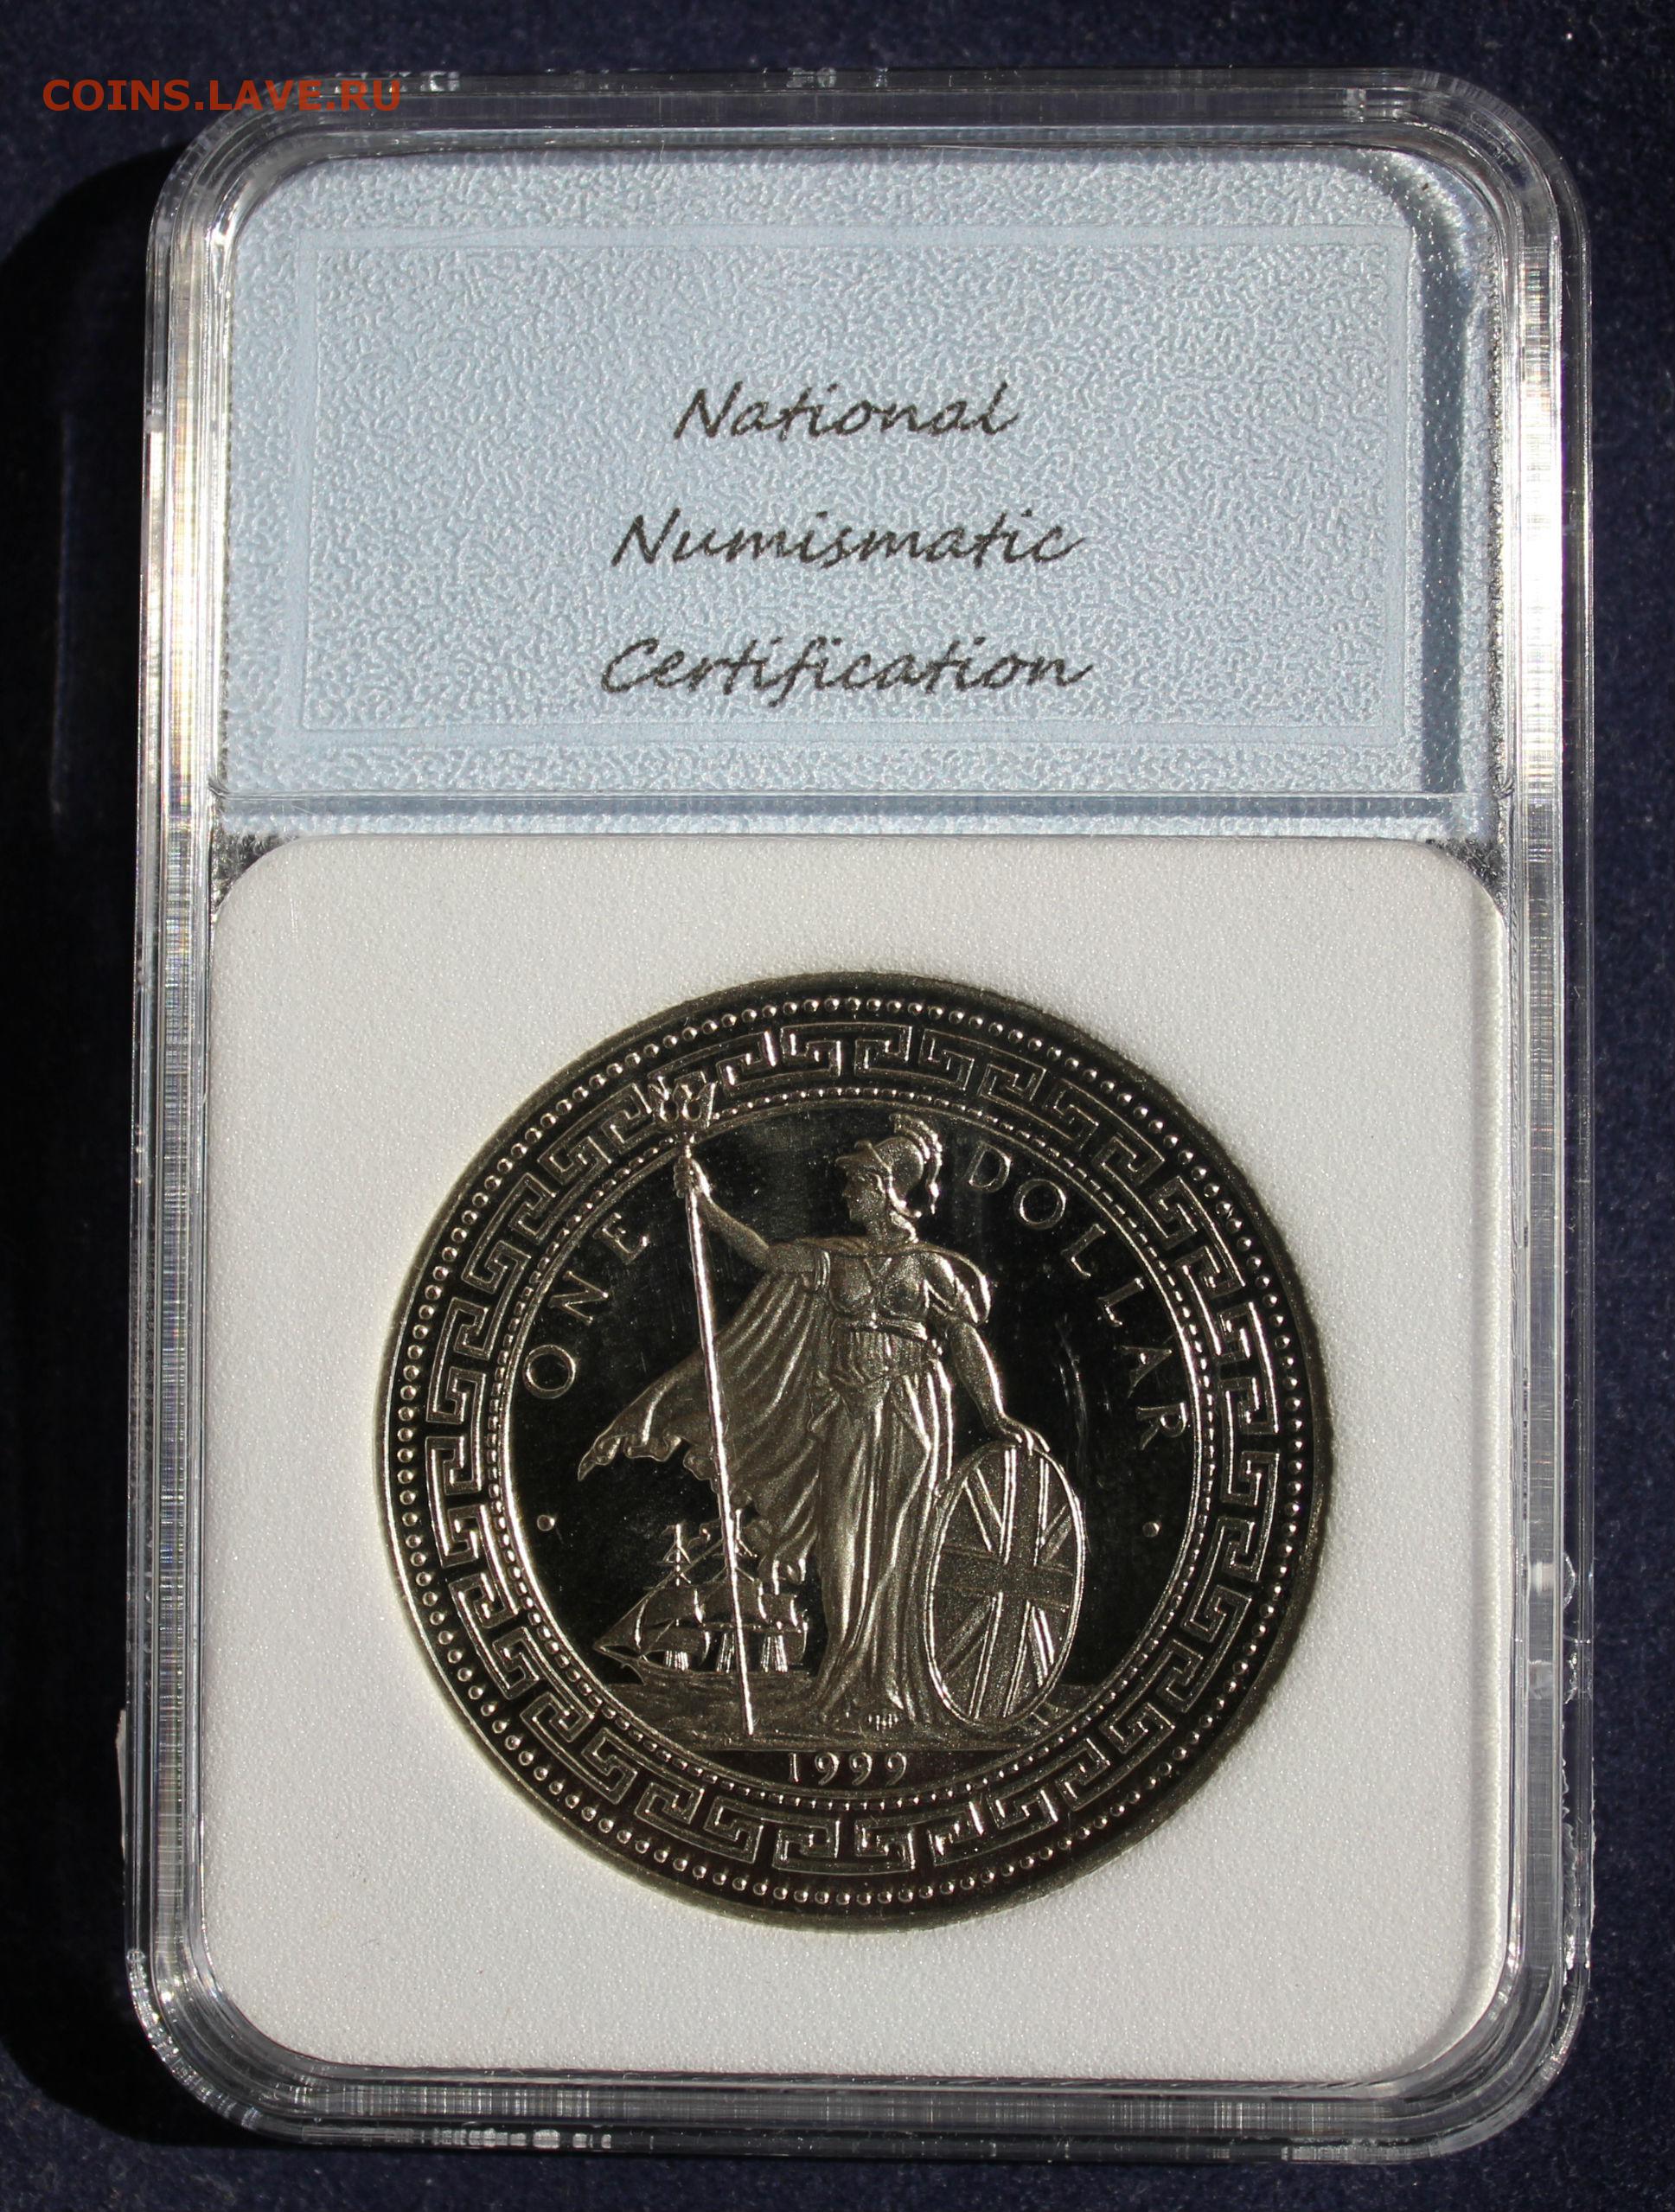 COINS.LAVE.RU
National
Numismatic
Certification
ONE DOLLAR
1999